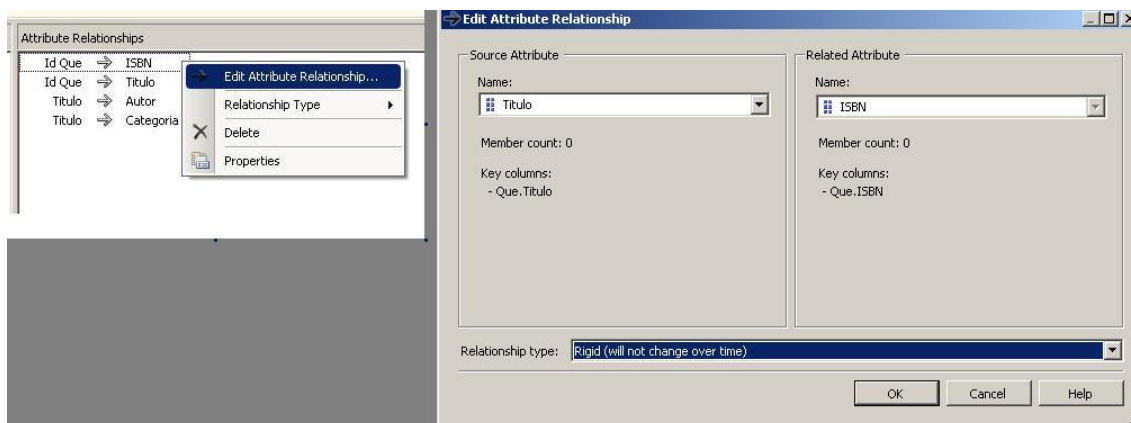 Attribute Relationships
Id Que ISBN
Id Que Titulo
Titulo Autor
Titulo Categoria
Edit Attribute Relationship...
Relationship Type
Delete
Properties
Edit Attribute Relationship
Source Attribute
Name:
Titulo
Member count: 0
Key columns:
- Que.Titulo
Related Attribute
Name:
ISBN
Member count: 0
Key columns:
- Que.ISBN
Relationship type: Rigid (will not change over time)
OK Cancel Help